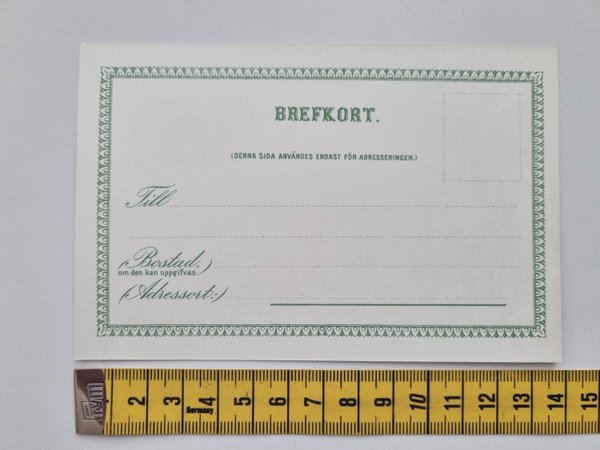 BREFKORT.
(DENNA SIDA ANVÄNDES ENDAST FÖR ADRESSERINGEN.)
Till
(Bostad,)
om den kan uppgifvas.
(Adressort:)
2 3 4 5 6 7 8 9 10 11 12 13 14 15
Germany